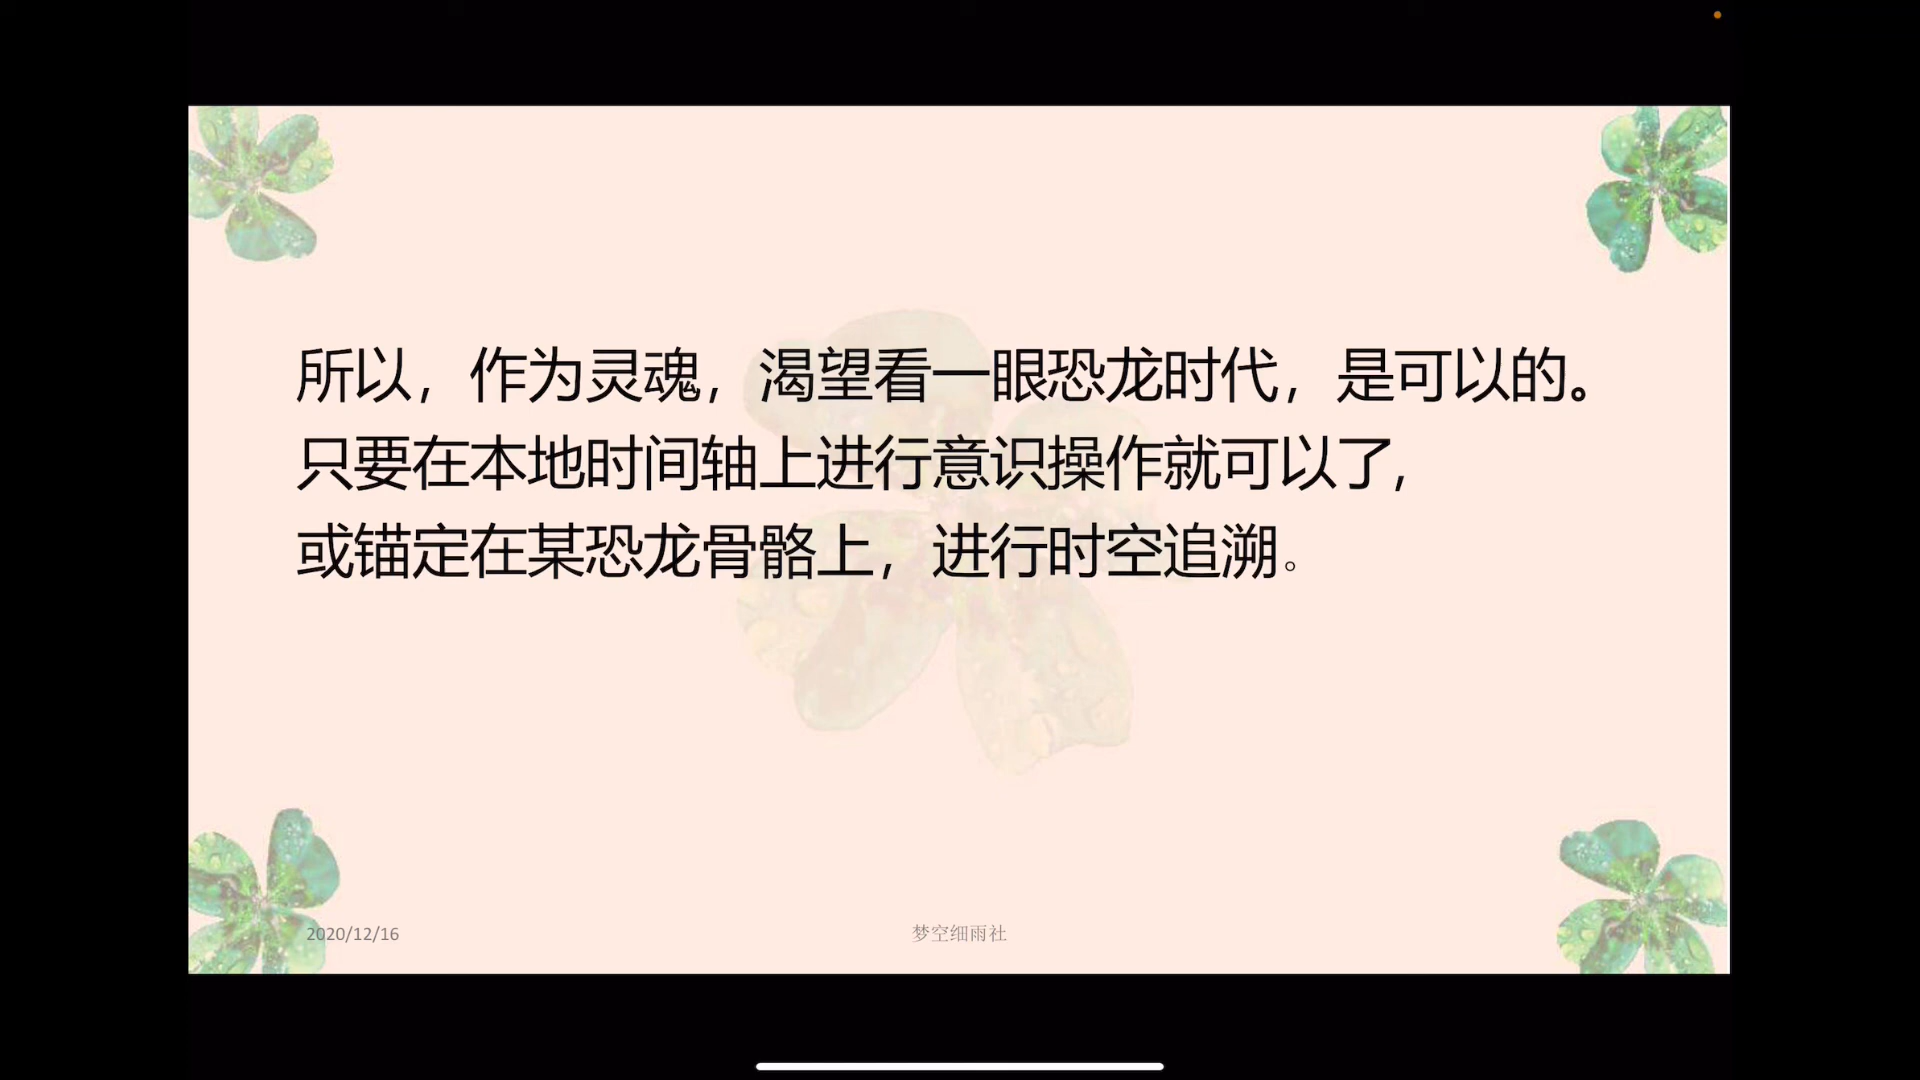 所以，作为灵魂，渴望看一眼恐龙时代，是可以的。
只要在本地时间轴上进行意识操作就可以了，
或锚定在某恐龙骨骼上，进行时空追溯。
2020/12/16
梦空细雨社